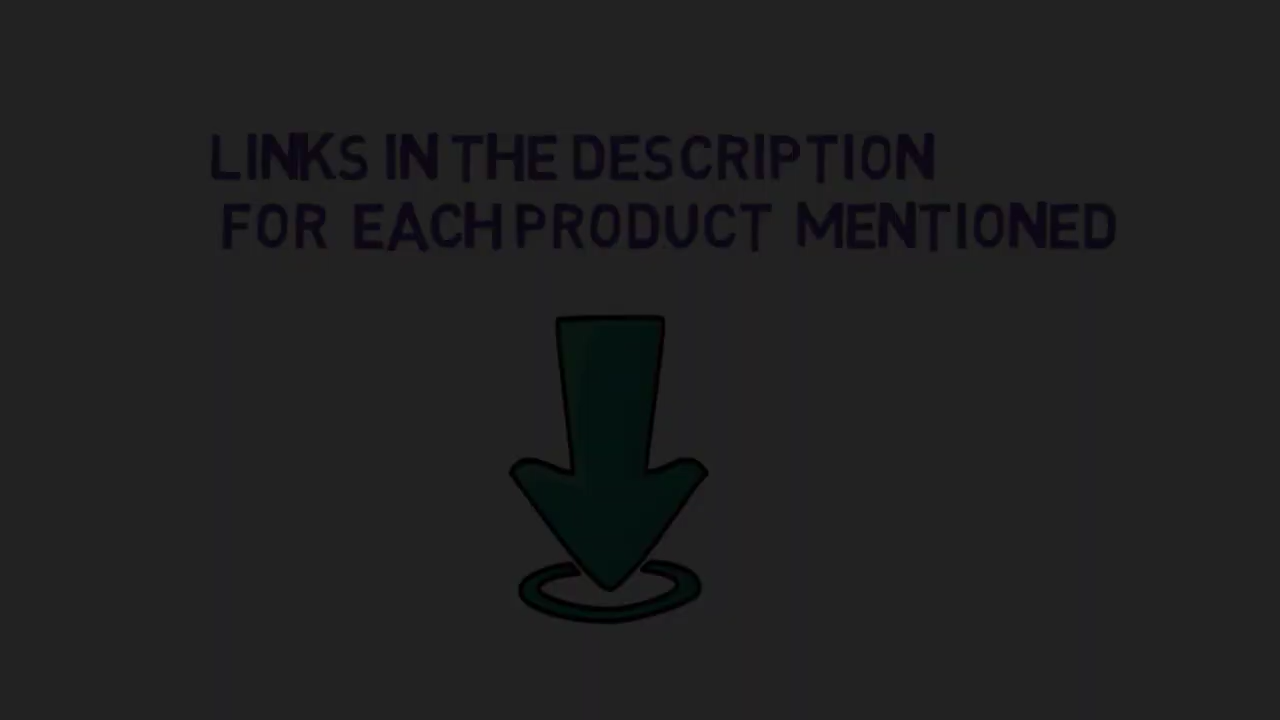 LINKS IN THE DESCRIPTION
FOR EACH PRODUCT MENTIONED